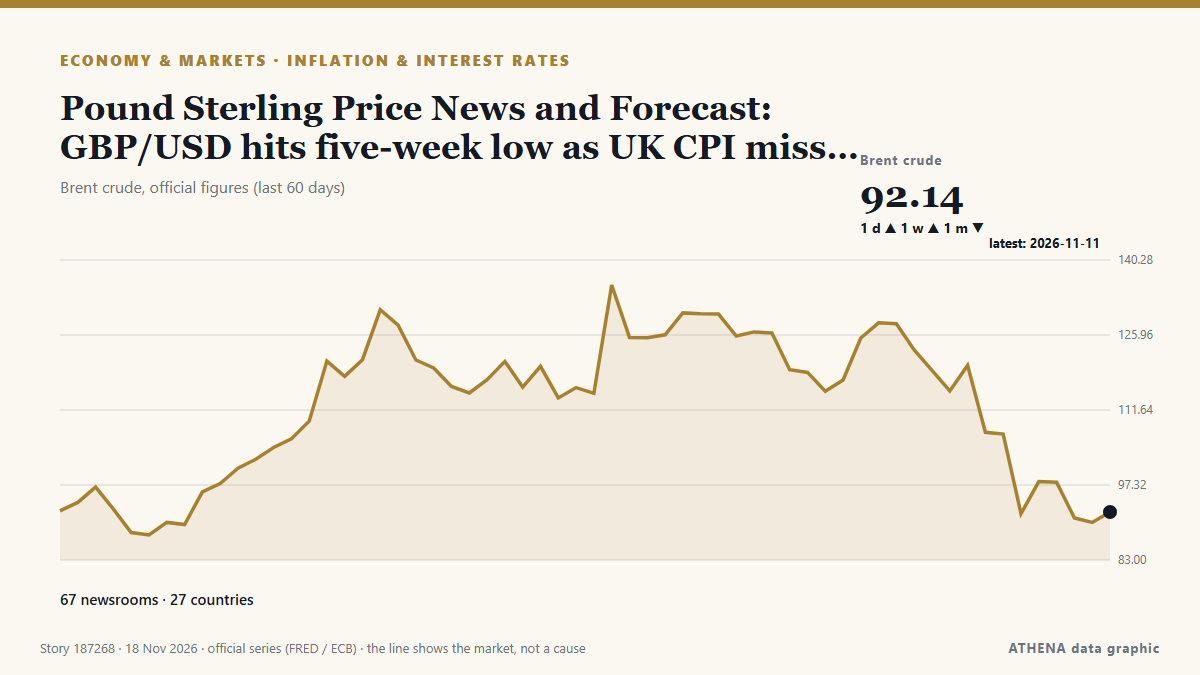 ECONOMY & MARKETS · INFLATION & INTEREST RATES
Pound Sterling Price News and Forecast:
GBP/USD hits five-week low as UK CPI miss...
Brent crude, official figures (last 60 days)
Brent crude
92.14
1 d ▲ 1 w ▲ 1 m ▼
latest: 2026-11-11
140.28
125.96
111.64
97.32
83.00
67 newsrooms · 27 countries
Story 187268 · 18 Nov 2026 · official series (FRED / ECB) · the line shows the market, not a cause
ATHENA data graphic